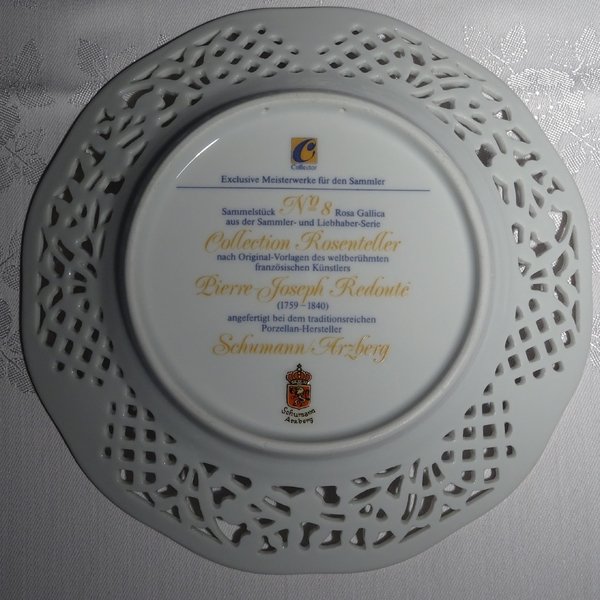 C
Collector
Exclusive Meisterwerke für den Sammler
Sammelstück Nº 8 Rosa Gallica
aus der Sammler- und Liebhaber-Serie
Collection Rosenteller
nach Original-Vorlagen des weltberühmten
französischen Künstlers
Pierre-Joseph Redouté
(1759–1840)
angefertigt bei dem traditionsreichen
Porzellan-Hersteller
Schumann/Arzberg
Schumann
Arzberg